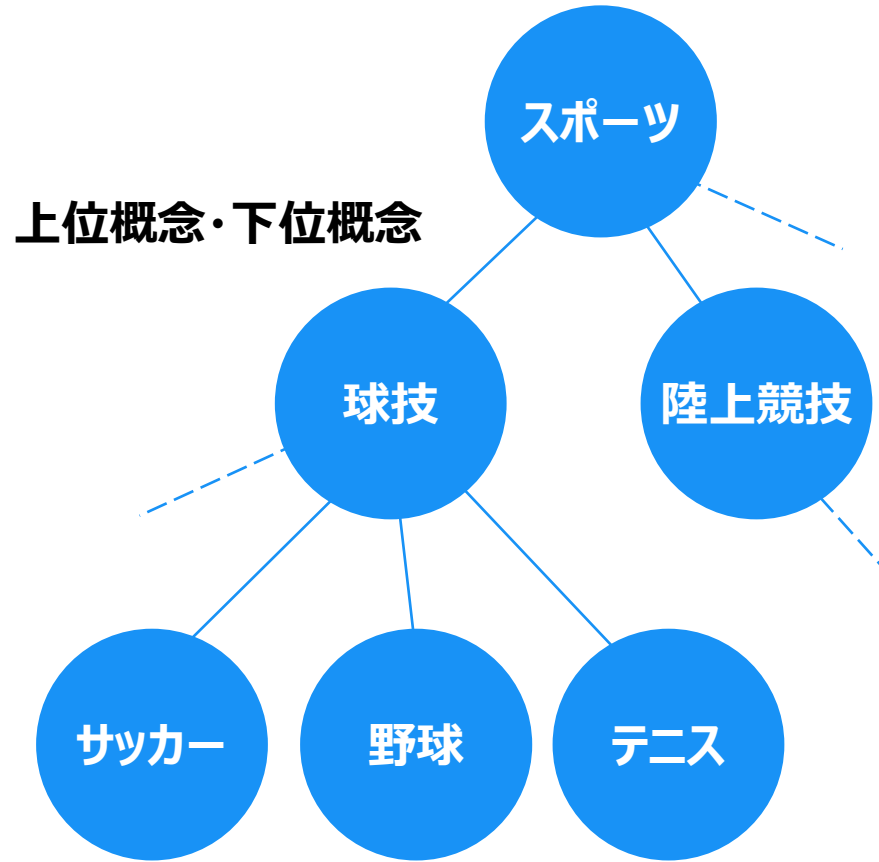 スポーツ
上位概念・下位概念
球技
陸上競技
サッカー
野球
テニス